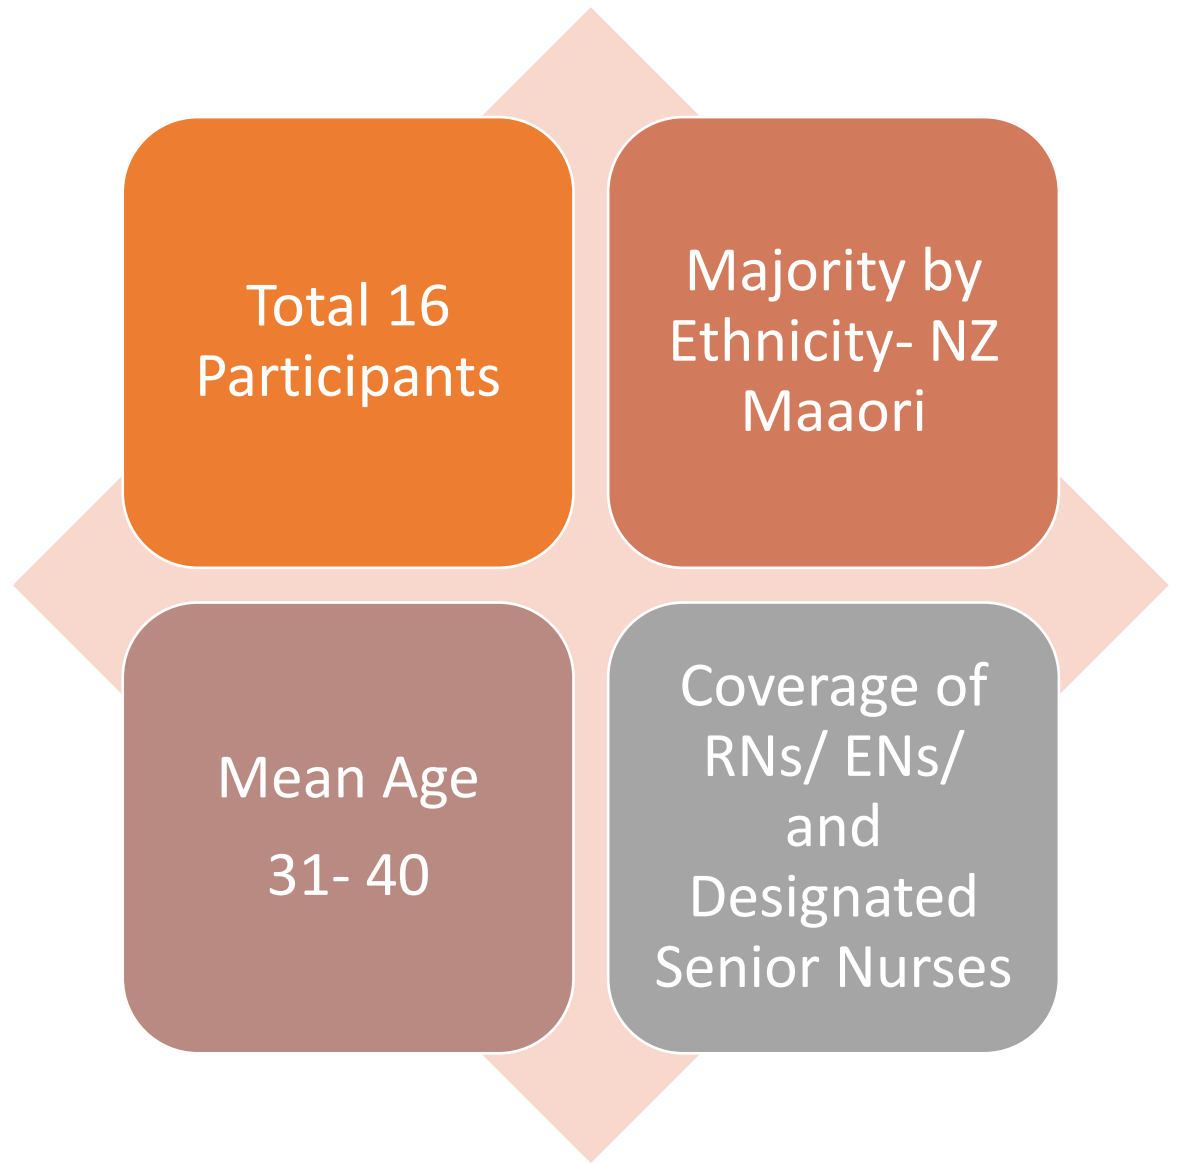 Total 16
Participants
Majority by
Ethnicity- NZ
Maaori
Mean Age
31- 40
Coverage of
RNs/ ENs/
and
Designated
Senior Nurses